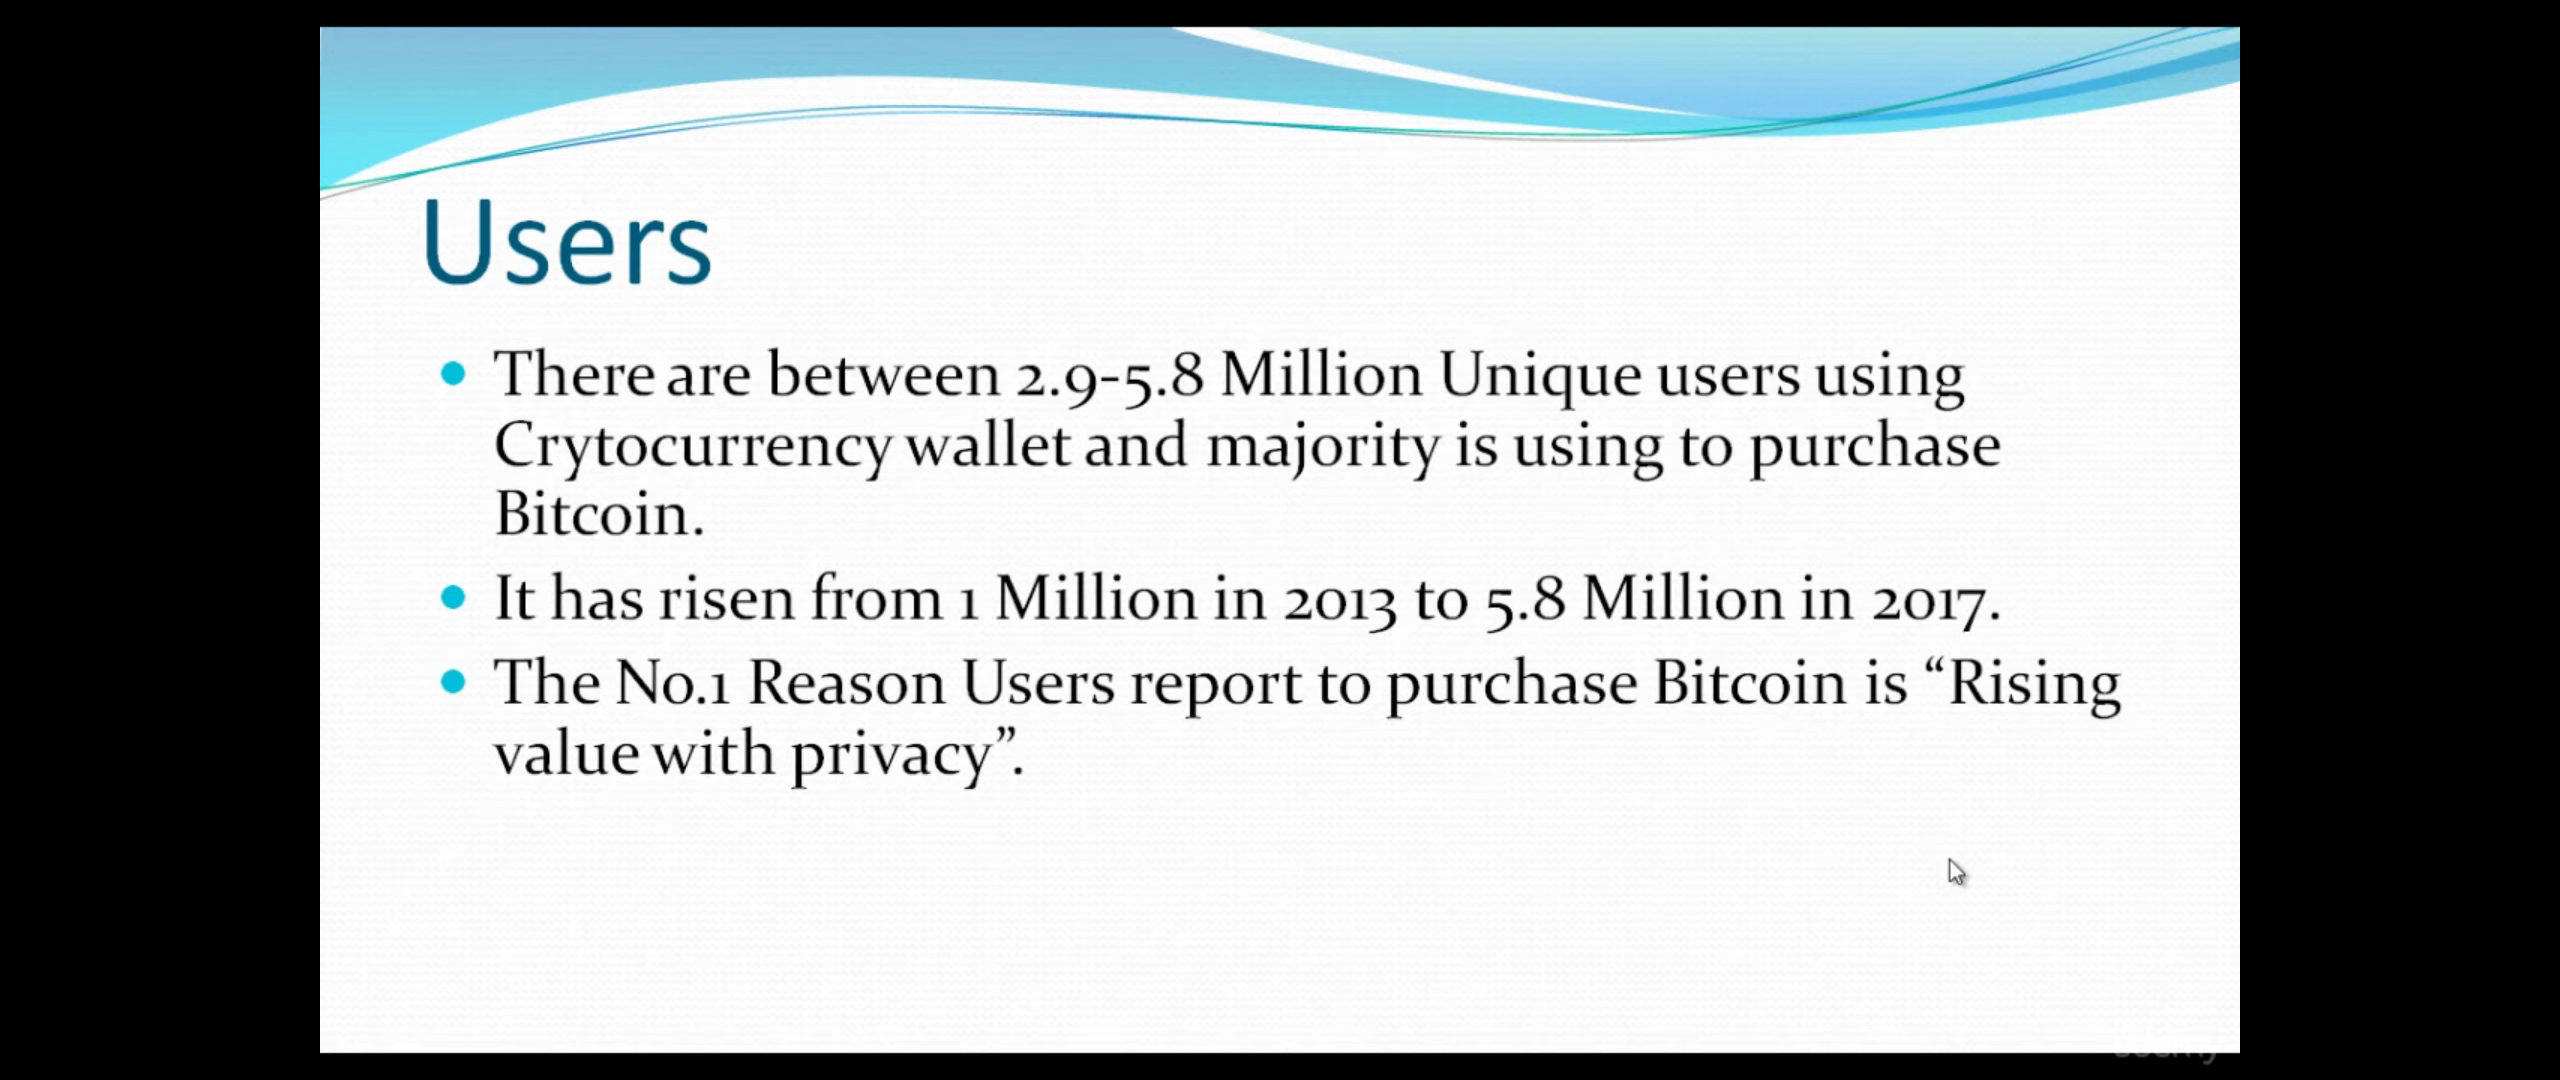 Users
There are between 2.9-5.8 Million Unique users using
Crytocurrency wallet and majority is using to purchase
Bitcoin.
It has risen from 1 Million in 2013 to 5.8 Million in 2017.
The No.1 Reason Users report to purchase Bitcoin is “Rising
value with privacy”.